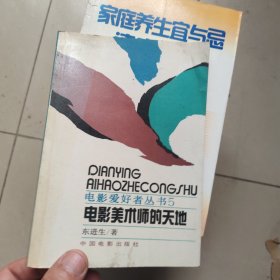 家庭养生宜与忌
DIANYING
AIHAOZHECONGSHU
电影爱好者丛书5
电影美术师的天地
东进生/著
中国电影出版社